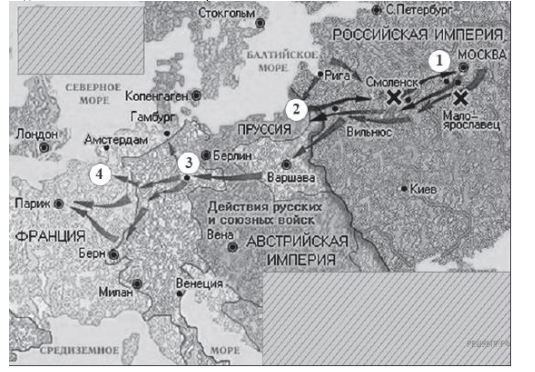 Стокгольм
С.Петербург
РОССИЙСКАЯ ИМПЕРИЯ
БАЛТИЙСКОЕ
МОРЕ
1
МОСКВА
Рига
Смоленск
СЕВЕРНОЕ
МОРЕ
Копенгаген
2
Гамбург
ПРУССИЯ
Вильнюс
Мало-
ярославец
Лондон
Амстердам
3
Берлин
4
Варшава
Киев
Париж
Действия русских
и союзных войск
ФРАНЦИЯ
Вена
АВСТРИЙСКАЯ
ИМПЕРИЯ
Берн
Милан
Венеция
СРЕДИЗЕМНОЕ
МОРЕ